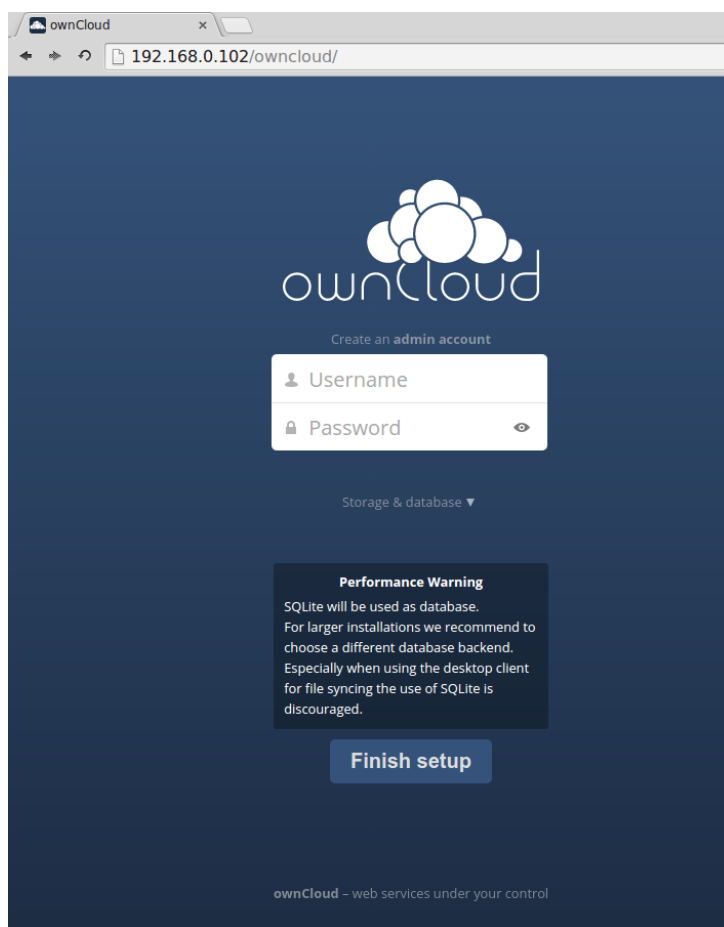 ownCloud
192.168.0.102/owncloud/
ownCloud
Create an admin account
Username
Password
Storage & database ▼
Performance Warning
SQLite will be used as database.
For larger installations we recommend to
choose a different database backend.
Especially when using the desktop client
for file syncing the use of SQLite is
discouraged.
Finish setup
ownCloud – web services under your control